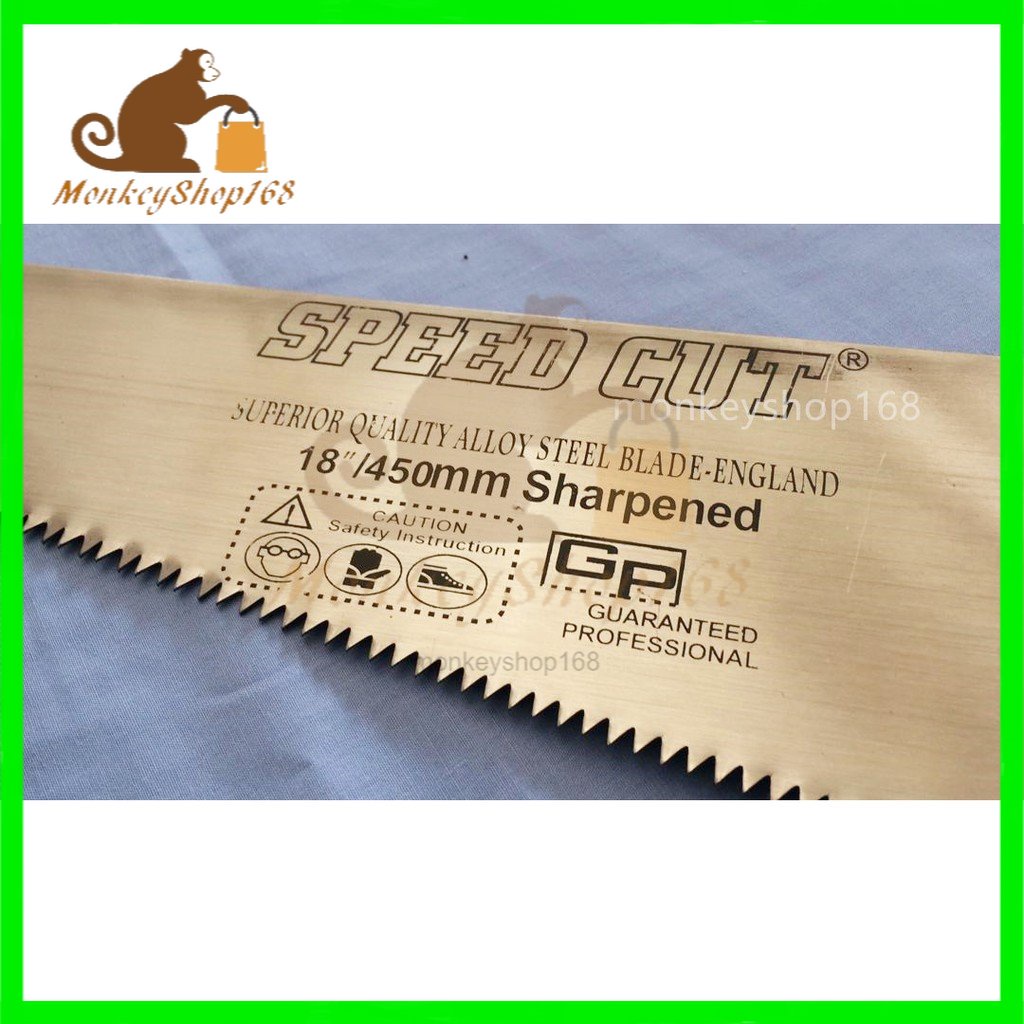 MonkeyShop168
SPEED CUT®
monkeyshop168
SUPERIOR QUALITY ALLOY STEEL BLADE-ENGLAND
18"/450mm Sharpened
CAUTION
Safety Instruction
GP
MonkeyShop168
GUARANTEED
PROFESSIONAL
monkeyshop168